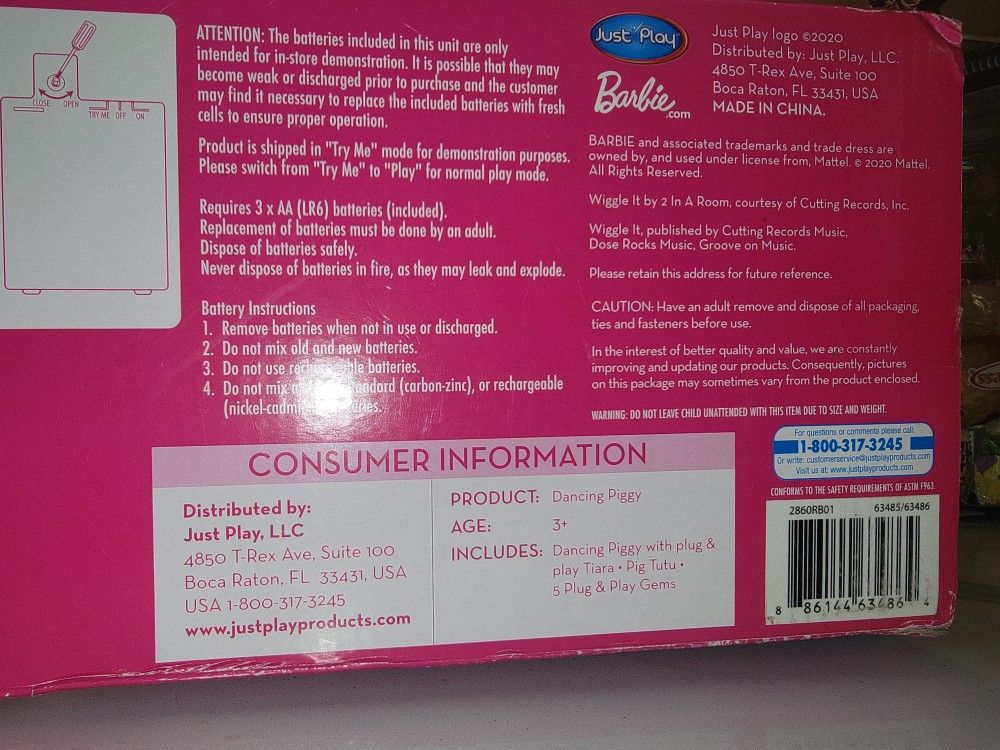 CLOSE OPEN
TRY ME OFF ON
ATTENTION: The batteries included in this unit are only
intended for in-store demonstration. It is possible that they may
become weak or discharged prior to purchase and the customer
may find it necessary to replace the included batteries with fresh
cells to ensure proper operation.
Product is shipped in "Try Me" mode for demonstration purposes.
Please switch from "Try Me" to "Play" for normal play mode.
Requires 3 x AA (LR6) batteries (included).
Replacement of batteries must be done by an adult.
Dispose of batteries safely.
Never dispose of batteries in fire, as they may leak and explode.
Battery Instructions
1. Remove batteries when not in use or discharged.
2. Do not mix old and new batteries.
3. Do not use batteries.
4. Do not mix (carbon-zinc), or rechargeable
Just Play
Barbie.com
Just Play logo ©2020
Distributed by: Just Play, LLC.
4850 T-Rex Ave, Suite 100
Boca Raton, FL 33431, USA
MADE IN CHINA.
BARBIE and associated trademarks and trade dress are
owned by, and used under license from, Mattel. © 2020 Mattel.
All Rights Reserved.
Wiggle It by 2 In A Room, courtesy of Cutting Records, Inc.
Wiggle It, published by Cutting Records Music,
Dose Rocks Music, Groove on Music.
Please retain this address for future reference.
CAUTION: Have an adult remove and dispose of all packaging,
ties and fasteners before use.
In the interest of better quality and value, we are constantly
improving and updating our products. Consequently, pictures
on this package may sometimes vary from the product enclosed.
WARNING: DO NOT LEAVE CHILD UNATTENDED WITH THIS ITEM DUE TO SIZE AND WEIGHT.
For questions or comments please call:
1-800-317-3245
Or write: customerservice@justplayproducts.com
Visit us at: www.justplayproducts.com
CONFORMS TO THE SAFETY REQUIREMENTS OF ASTM F963.
2860RB01 63485/63486
8 86144 63486 4
CONSUMER INFORMATION
Distributed by:
Just Play, LLC
4850 T-Rex Ave, Suite 100
Boca Raton, FL 33431, USA
USA 1-800-317-3245
www.justplayproducts.com
PRODUCT: Dancing Piggy
AGE: 3+
INCLUDES: Dancing Piggy with plug &
play Tiara • Pig Tutu •
5 Plug & Play Gems